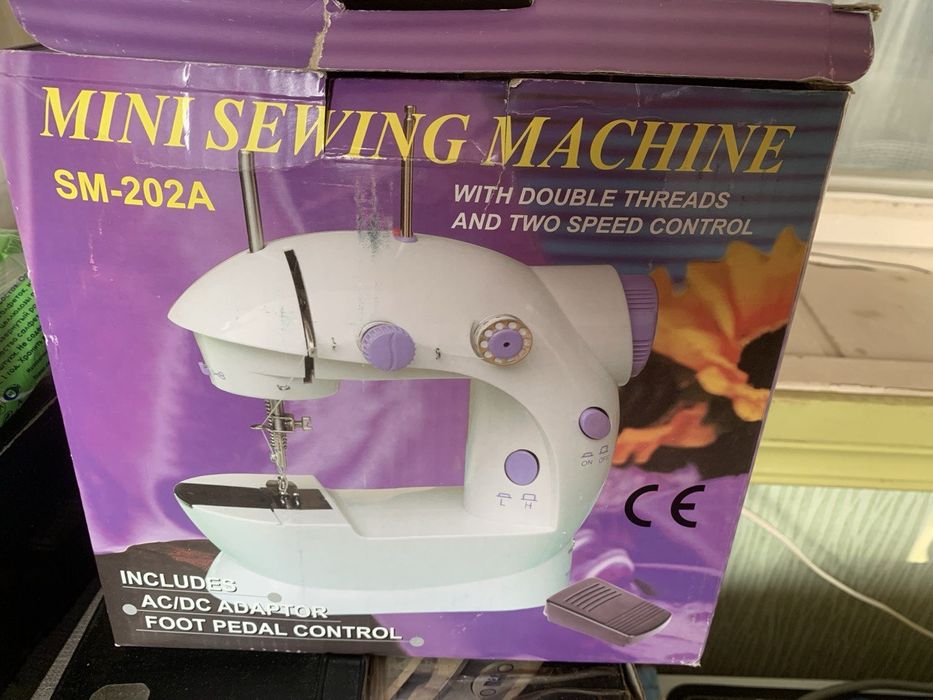 MINI SEWING MACHINE
SM-202A
WITH DOUBLE THREADS
AND TWO SPEED CONTROL
ON OFF
L H
CE
INCLUDES
AC/DC ADAPTOR
FOOT PEDAL CONTROL